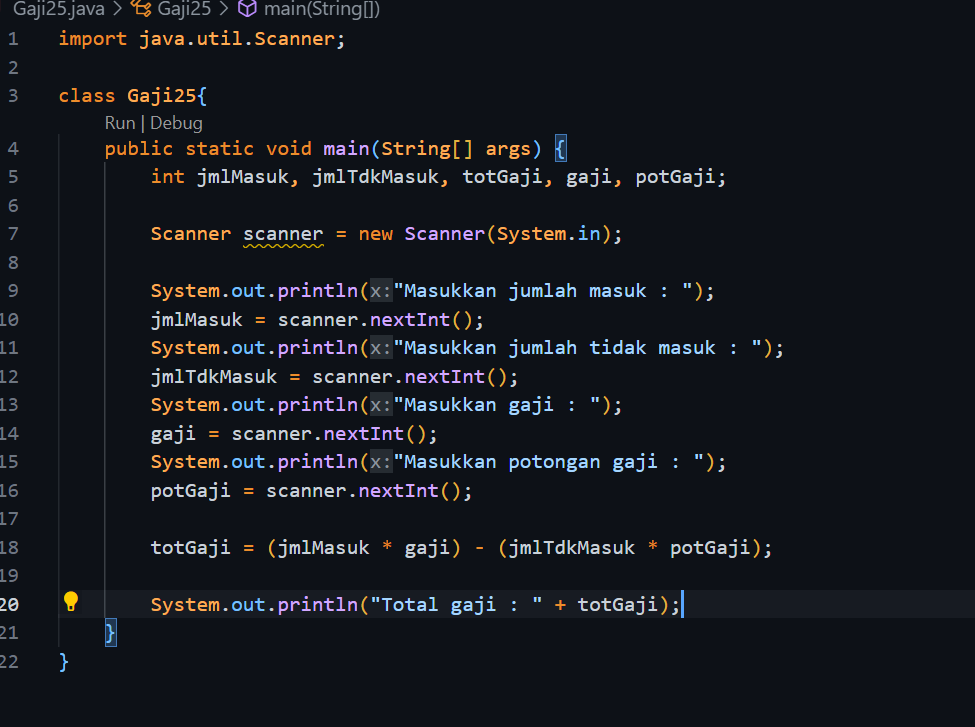 Gaji25.java > Gaji25 > main(String[])
1 import java.util.Scanner;
2
3 class Gaji25{
Run | Debug
4 public static void main(String[] args) {
5 int jmlMasuk, jmlTdkMasuk, totGaji, gaji, potGaji;
6
7 Scanner scanner = new Scanner(System.in);
8
9 System.out.println(x:"Masukkan jumlah masuk : ");
10 jmlMasuk = scanner.nextInt();
11 System.out.println(x:"Masukkan jumlah tidak masuk : ");
12 jmlTdkMasuk = scanner.nextInt();
13 System.out.println(x:"Masukkan gaji : ");
14 gaji = scanner.nextInt();
15 System.out.println(x:"Masukkan potongan gaji : ");
16 potGaji = scanner.nextInt();
17
18 totGaji = (jmlMasuk * gaji) - (jmlTdkMasuk * potGaji);
19
20 System.out.println("Total gaji : " + totGaji);
21 }
22 }